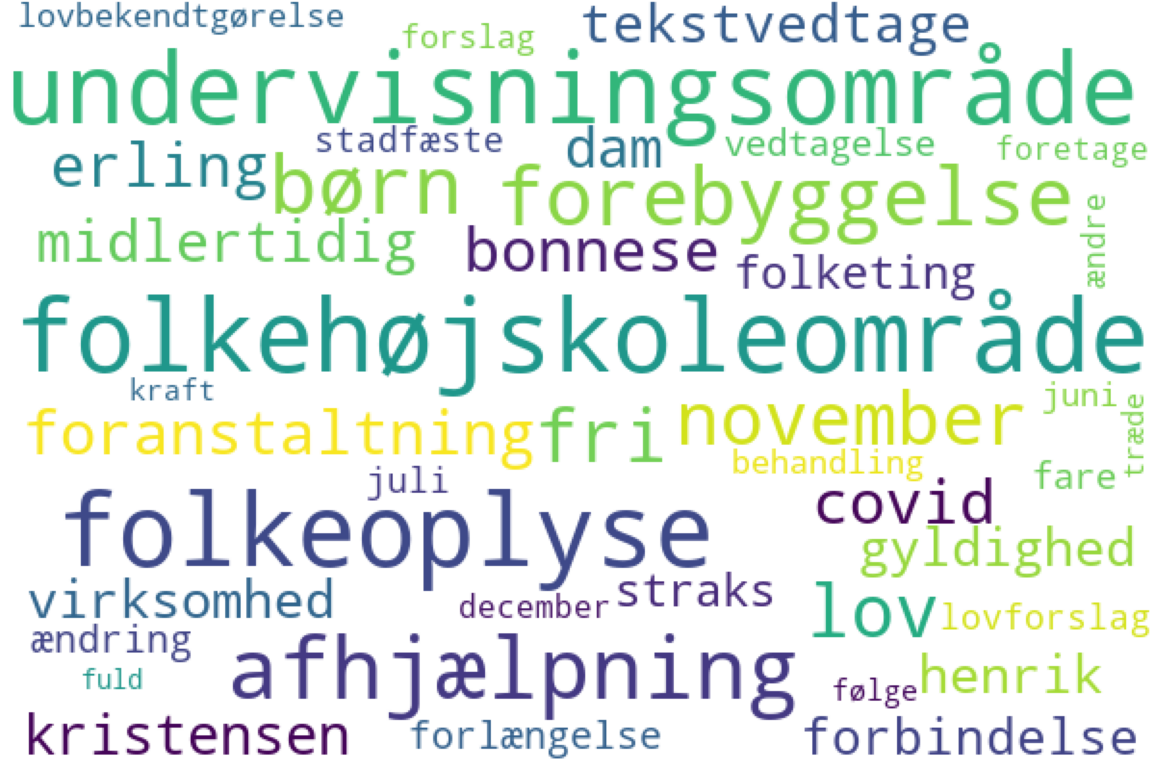 lovbekendtgørelse
forslag
tekstvedtage
undervisningsområde
stadfæste
dam
vedtagelse
foretage
erling
børn
forebyggelse
ændre
midlertidig
bonnese
folketing
folkehøjskoleområde
kraft
juni
træde
foranstaltning
fri
november
behandling
fare
juli
covid
folkeoplyse
gyldighed
virksomhed
december
straks
lov
lovforslag
ændring
afhjælpning
fuld
følge
henrik
kristensen
forlængelse
forbindelse